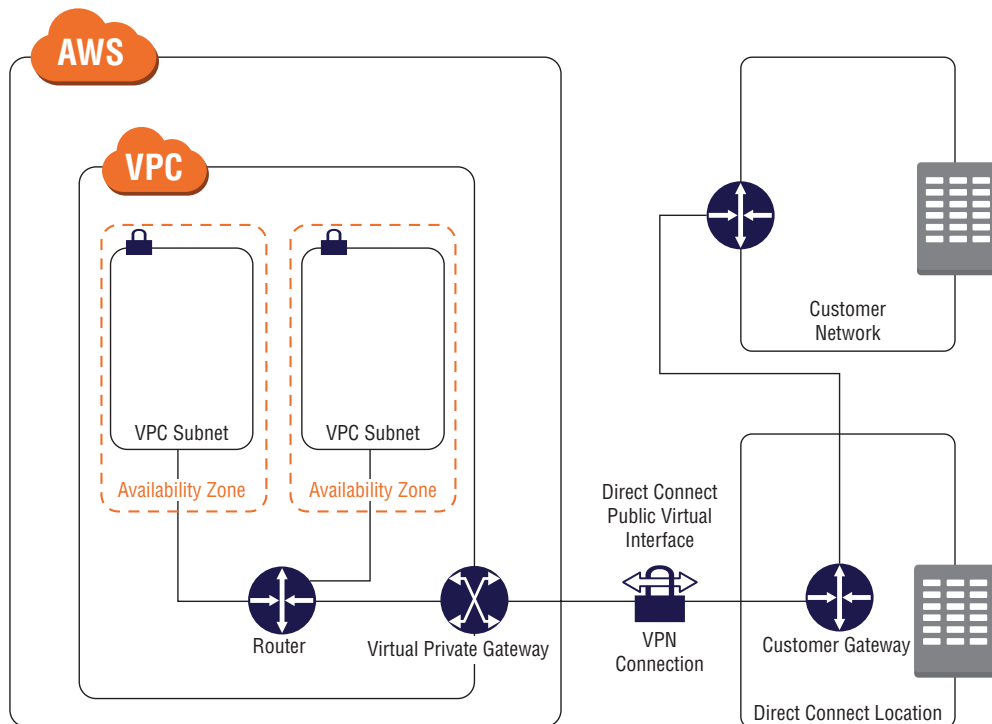 AWS
VPC
VPC Subnet
VPC Subnet
Availability Zone
Availability Zone
Router
Virtual Private Gateway
Direct Connect
Public Virtual
Interface
VPN
Connection
Customer
Network
Customer Gateway
Direct Connect Location